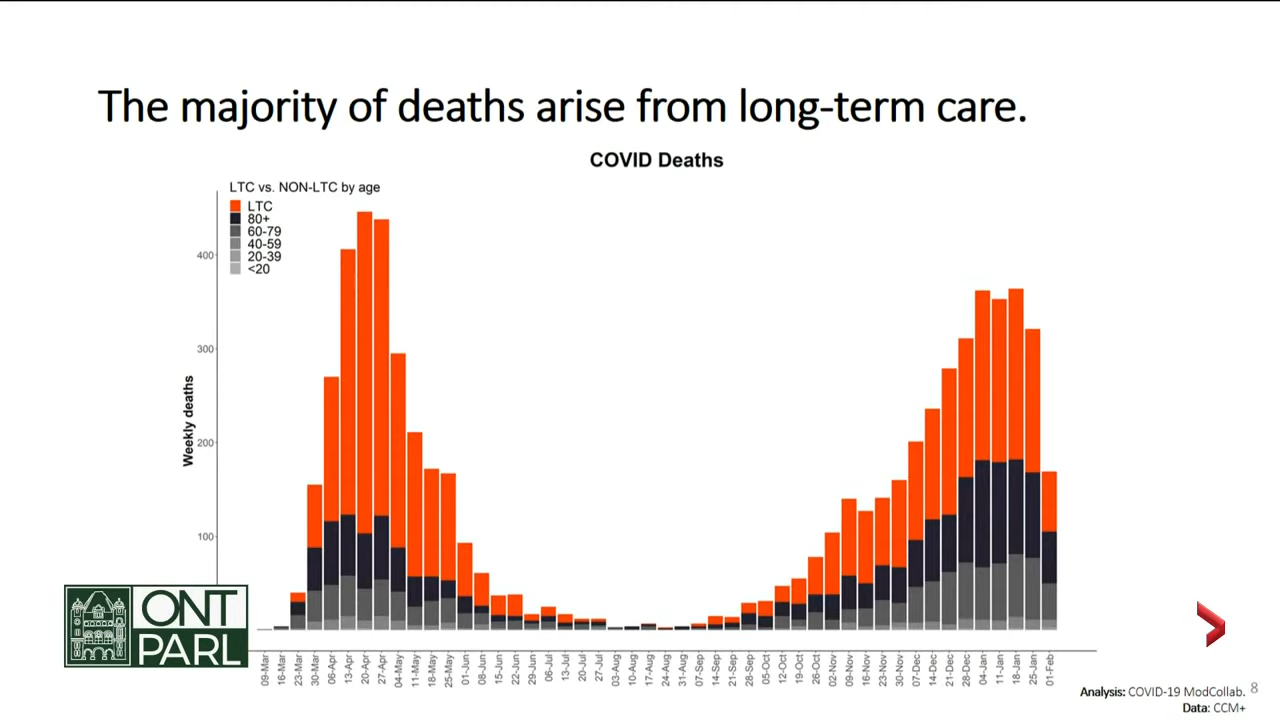 The majority of deaths arise from long-term care.
COVID Deaths
LTC vs. NON-LTC by age
LTC
80+
60-79
40-59
20-39
<20
Weekly deaths
400
300
200
100
09-Mar
16-Mar
23-Mar
30-Mar
06-Apr
13-Apr
20-Apr
27-Apr
04-May
11-May
18-May
25-May
01-Jun
08-Jun
15-Jun
22-Jun
29-Jun
06-Jul
13-Jul
20-Jul
27-Jul
03-Aug
10-Aug
17-Aug
24-Aug
31-Aug
07-Sep
14-Sep
21-Sep
28-Sep
05-Oct
12-Oct
19-Oct
26-Oct
02-Nov
09-Nov
16-Nov
23-Nov
30-Nov
07-Dec
14-Dec
21-Dec
28-Dec
04-Jan
11-Jan
18-Jan
25-Jan
01-Feb
ONT
PARL
Analysis: COVID-19 ModCollab. 8
Data: CCM+